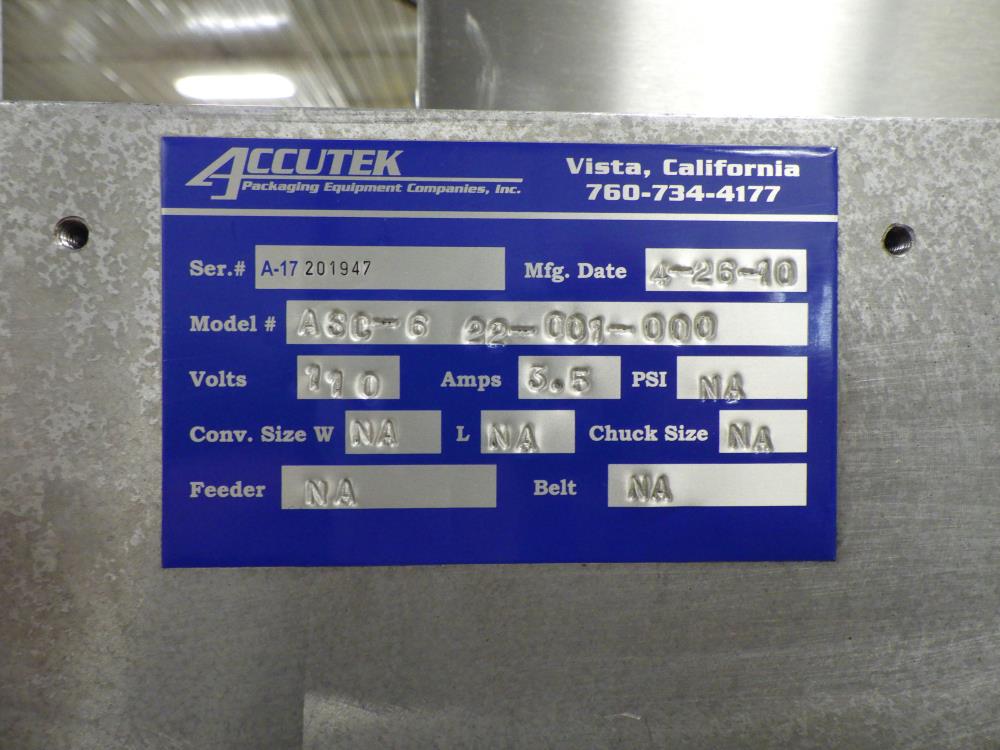 ACCUTEK
Packaging Equipment Companies, Inc.
Vista, California
760-734-4177
Ser.# A-17 201947 Mfg. Date 4-26-10
Model # ASC-6 22-001-000
Volts 110 Amps 3.5 PSI NA
Conv. Size W NA L NA Chuck Size NA
Feeder NA Belt NA